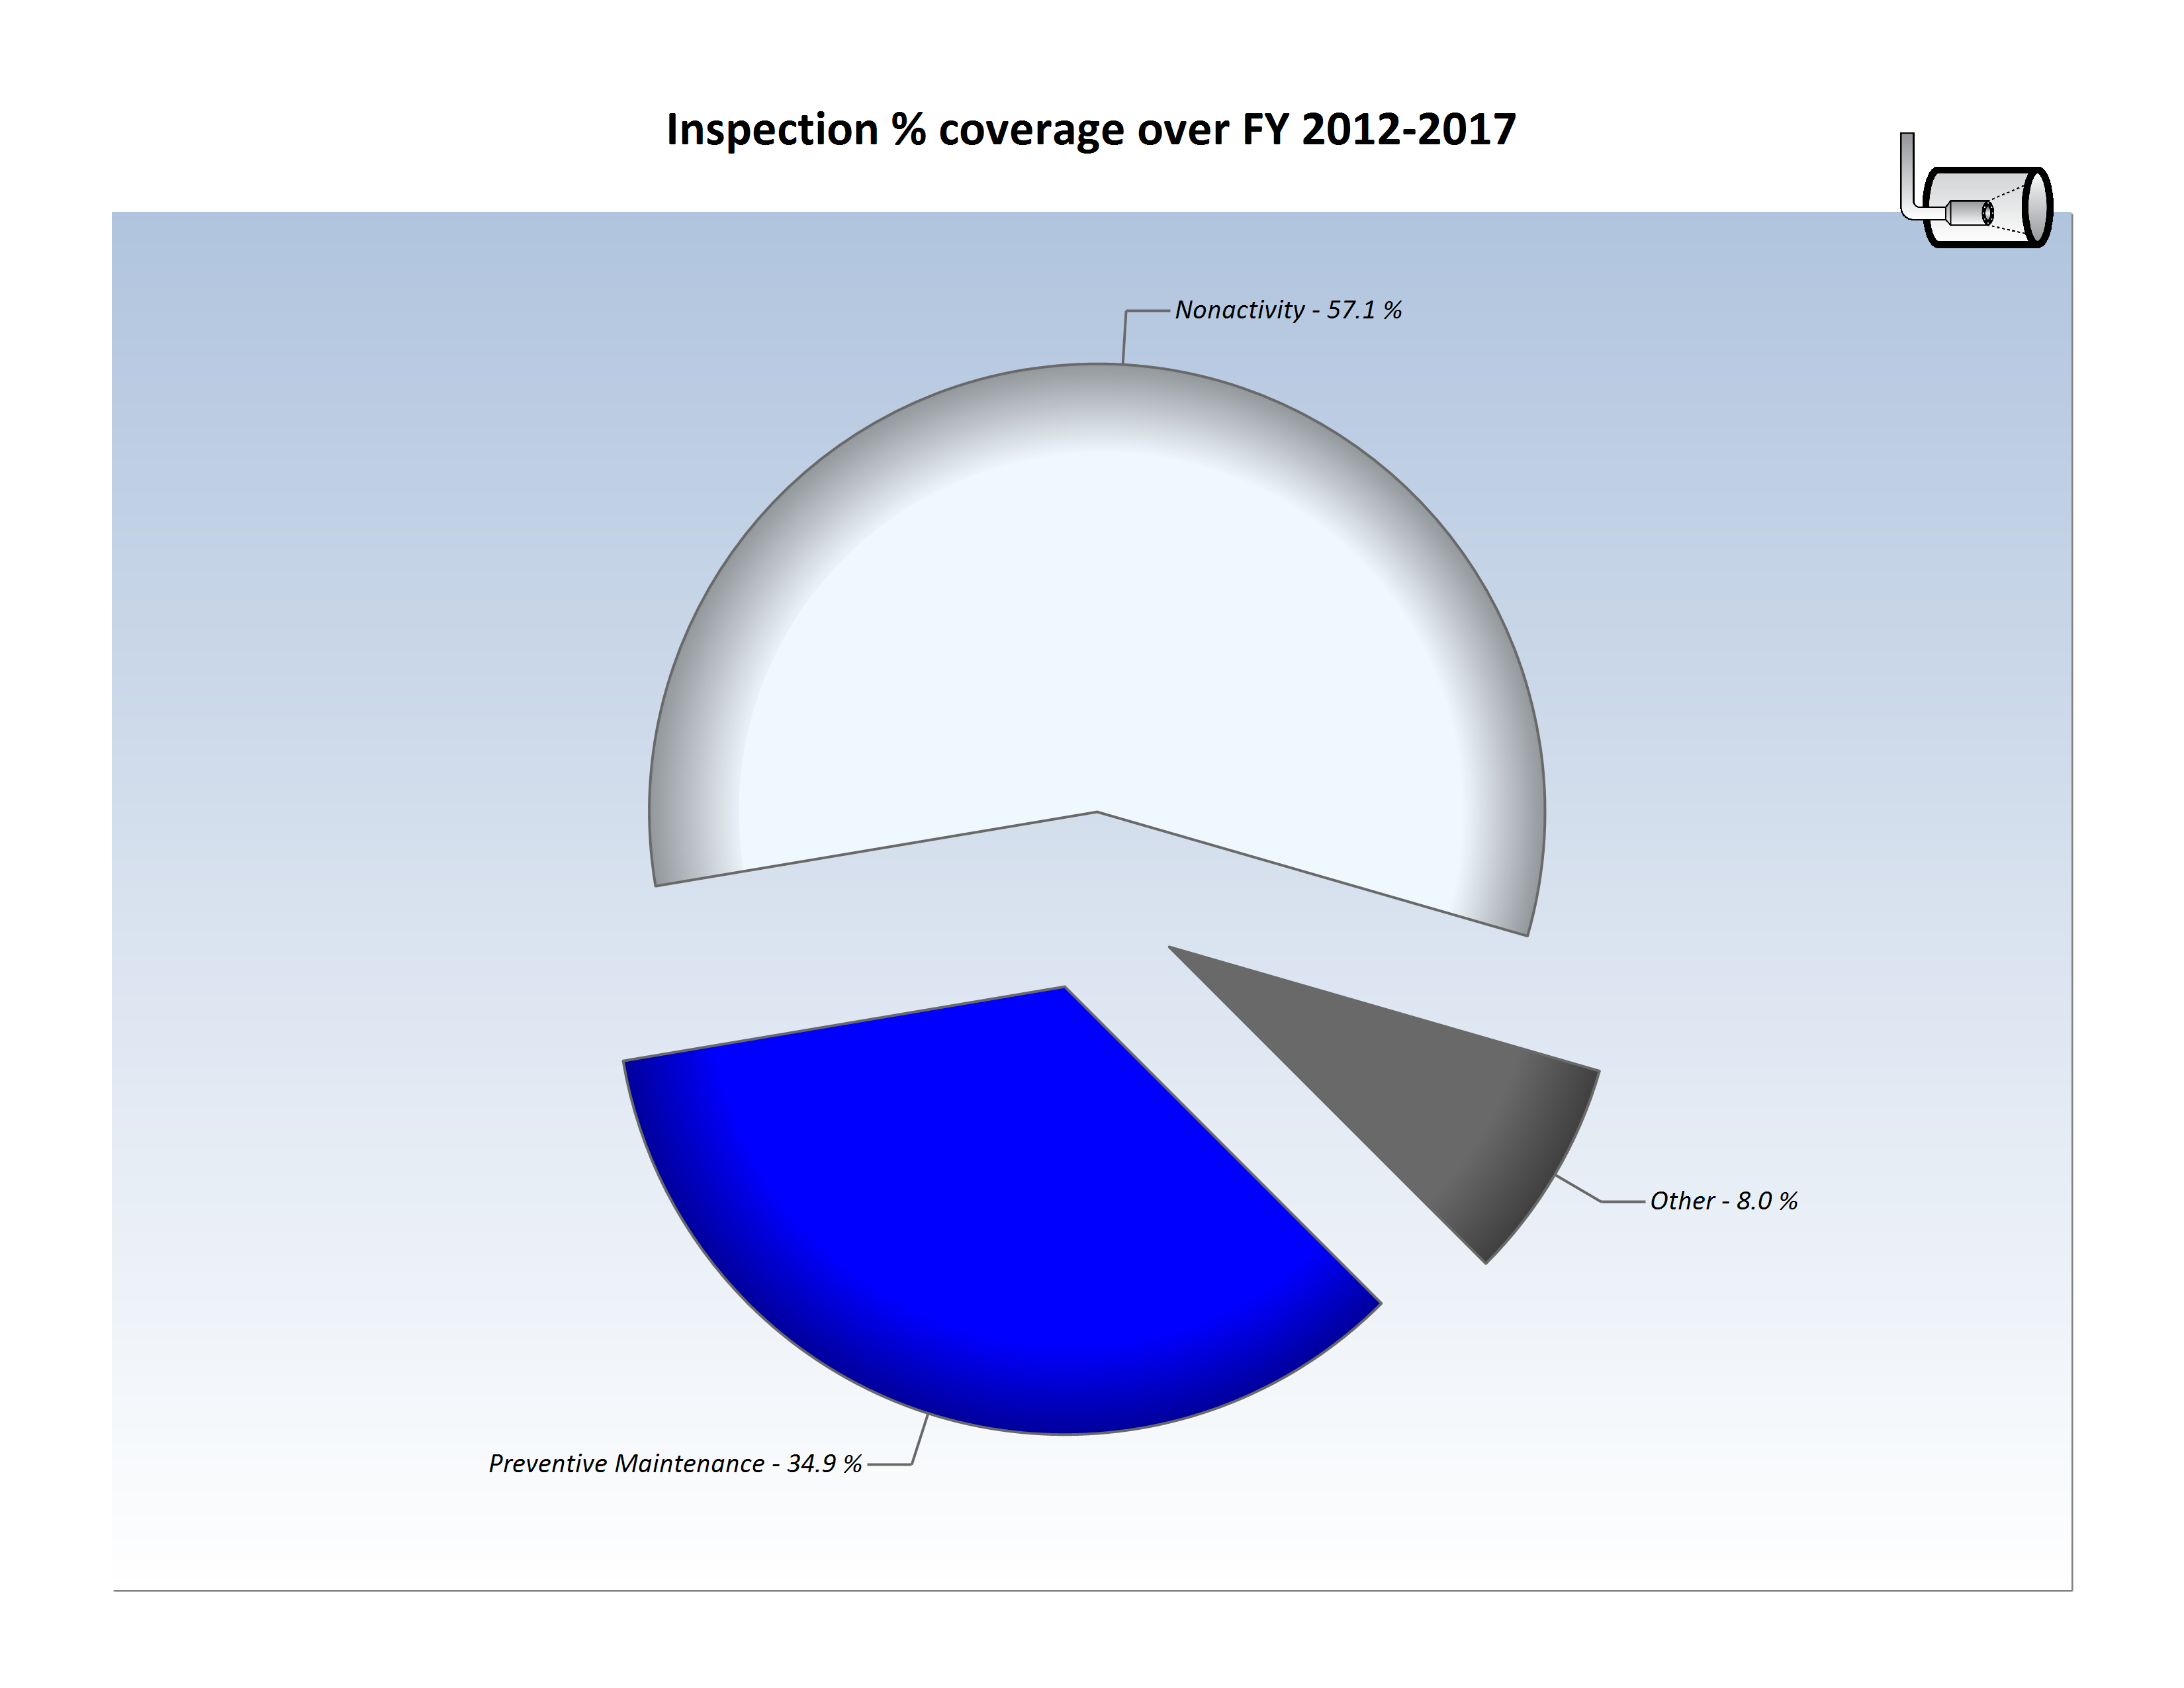 Inspection % coverage over FY 2012-2017
Nonactivity - 57.1 %
Other - 8.0 %
Preventive Maintenance - 34.9 %